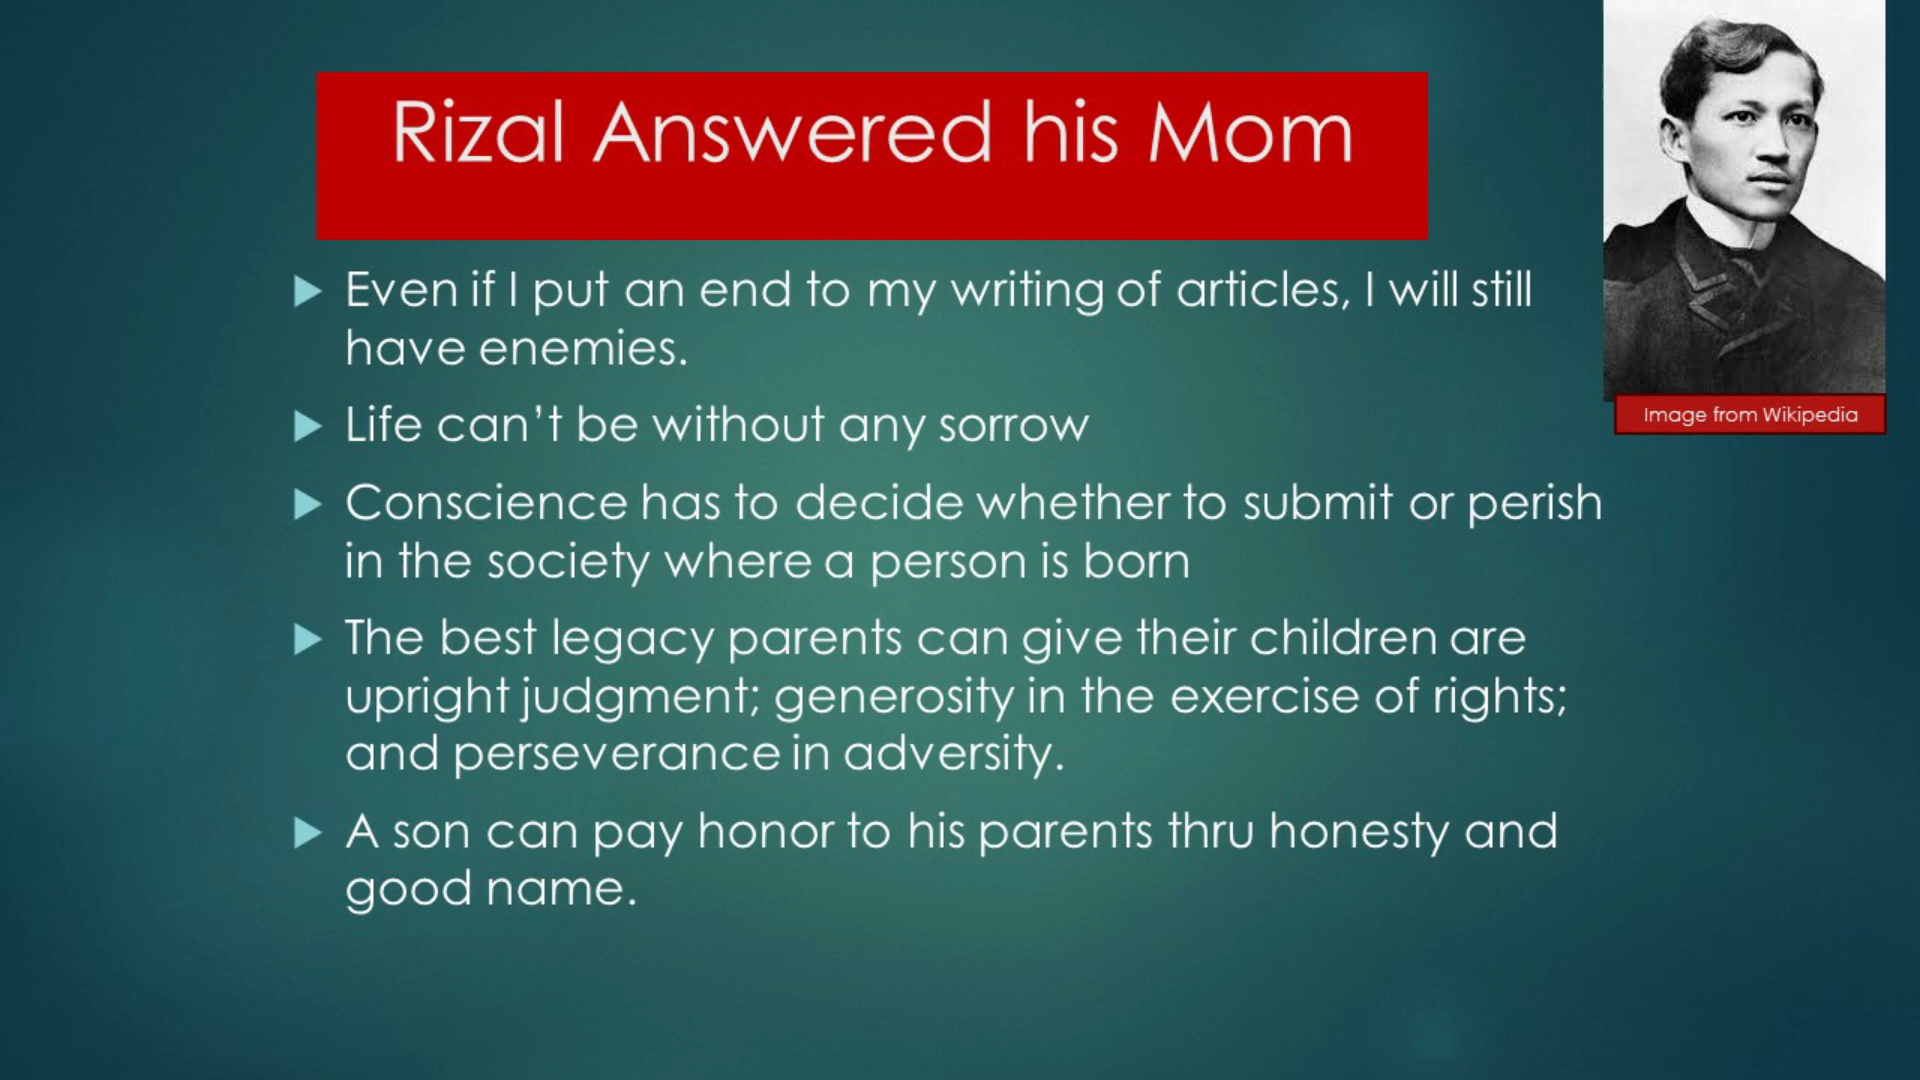 Rizal Answered his Mom
Even if I put an end to my writing of articles, I will still
have enemies.
Life can't be without any sorrow
Conscience has to decide whether to submit or perish
in the society where a person is born
The best legacy parents can give their children are
upright judgment; generosity in the exercise of rights;
and perseverance in adversity.
A son can pay honor to his parents thru honesty and
good name.
Image from Wikipedia